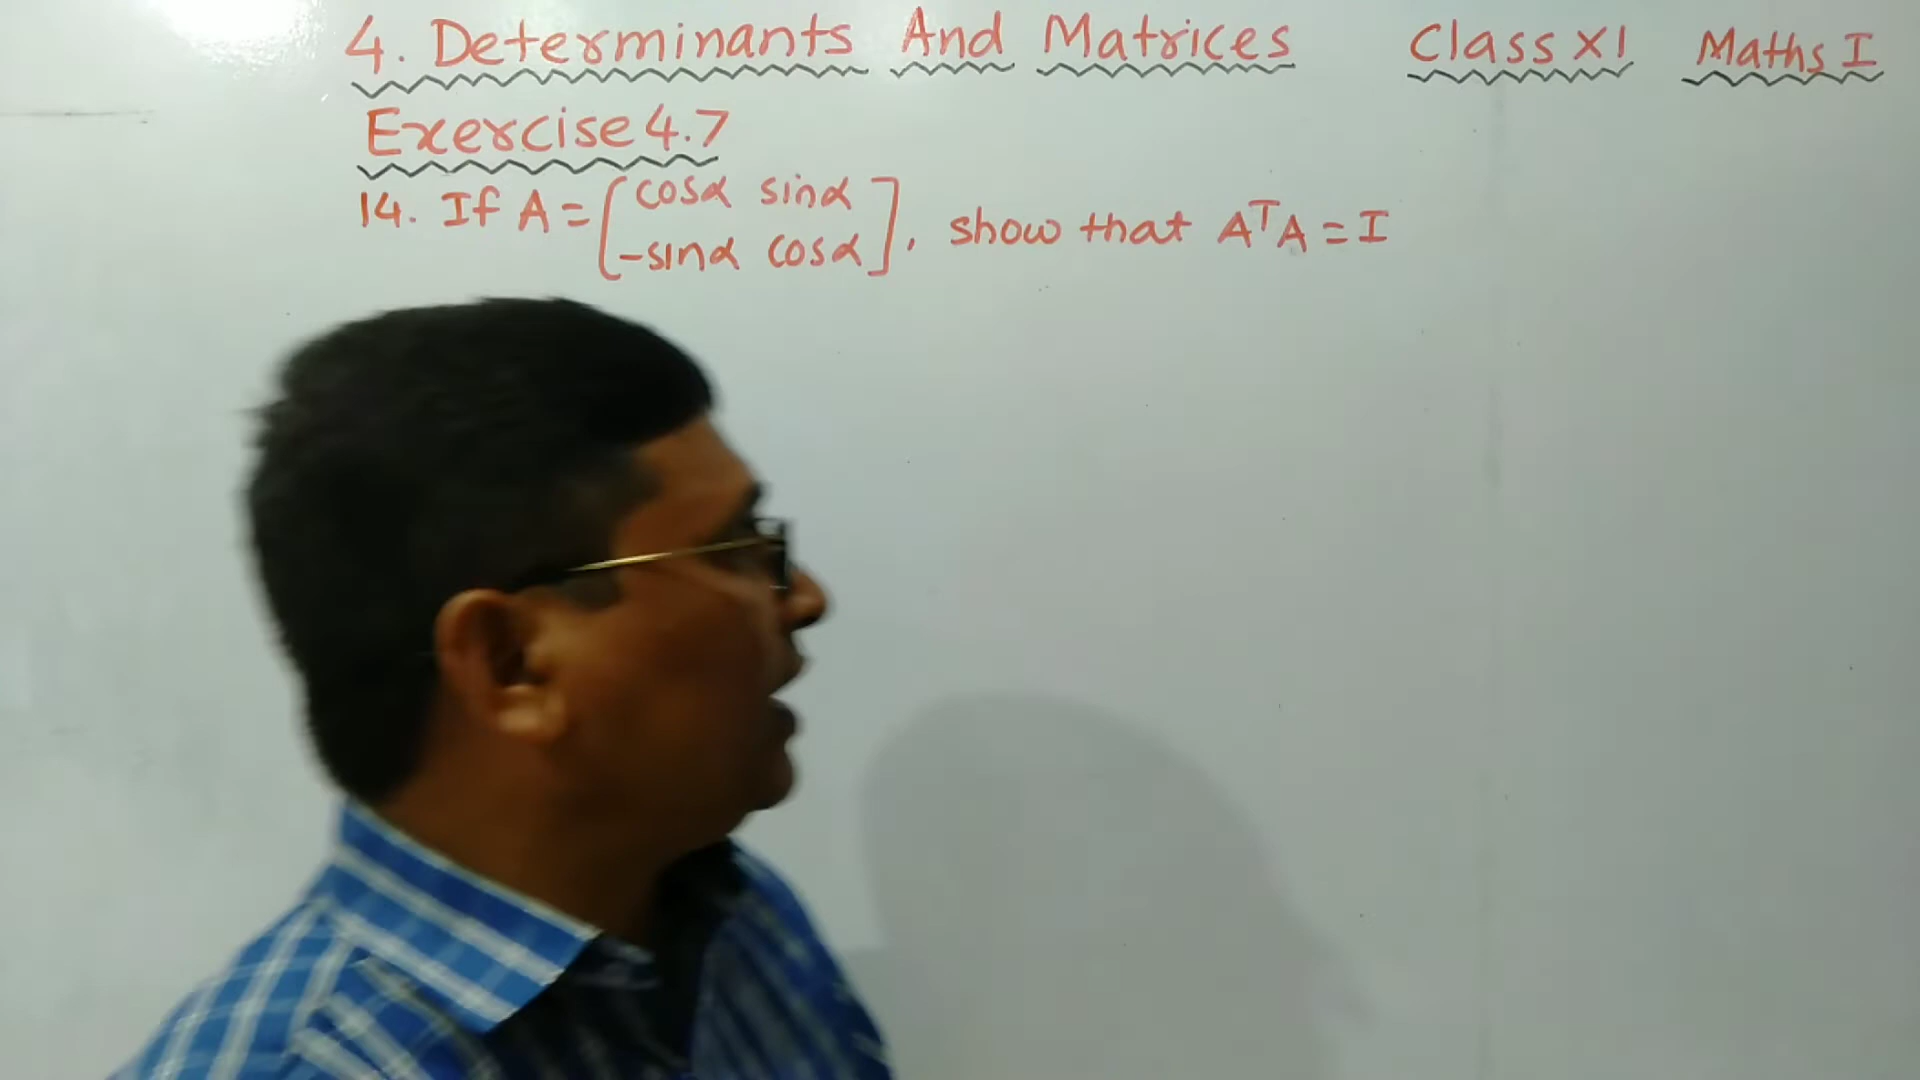 4. Determinants And Matrices Class XI Maths I
Exercise 4.7
14. If A = [cosα sinα
-sinα cosα], show that AᵀA = I